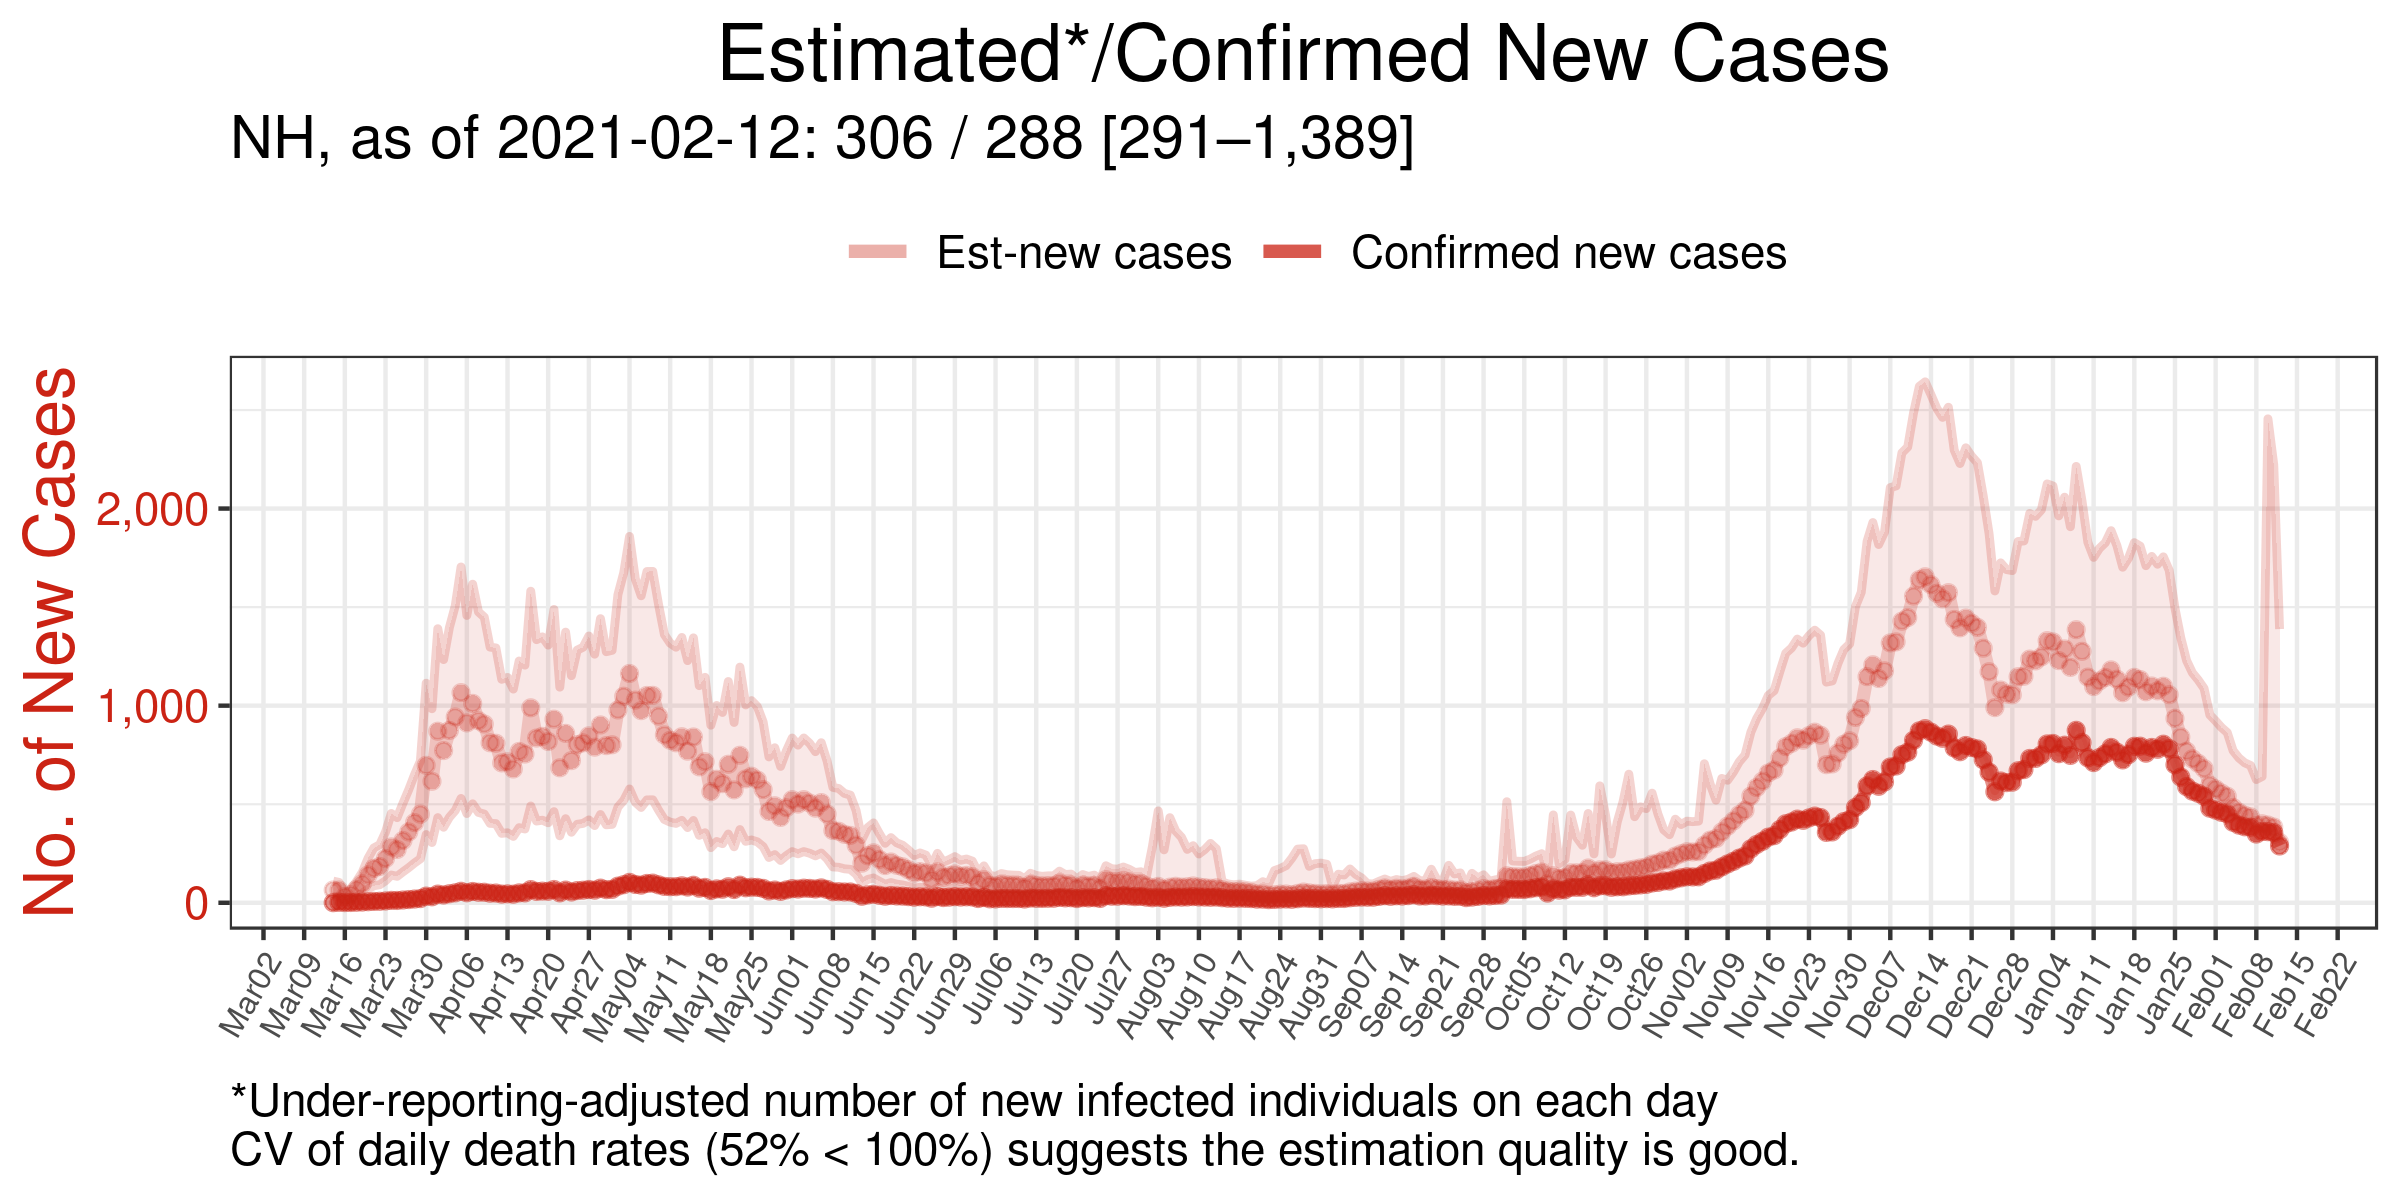 Estimated*/Confirmed New Cases
NH, as of 2021-02-12: 306 / 288 [291–1,389]
Est-new cases Confirmed new cases
No. of New Cases
2,000
1,000
0
Mar02 Mar09 Mar16 Mar23 Mar30 Apr06 Apr13 Apr20 Apr27 May04 May11 May18 May25 Jun01 Jun08 Jun15 Jun22 Jun29 Jul06 Jul13 Jul20 Jul27 Aug03 Aug10 Aug17 Aug24 Aug31 Sep07 Sep14 Sep21 Sep28 Oct05 Oct12 Oct19 Oct26 Nov02 Nov09 Nov16 Nov23 Nov30 Dec07 Dec14 Dec21 Dec28 Jan04 Jan11 Jan18 Jan25 Feb01 Feb08 Feb15 Feb22
*Under-reporting-adjusted number of new infected individuals on each day
CV of daily death rates (52% < 100%) suggests the estimation quality is good.